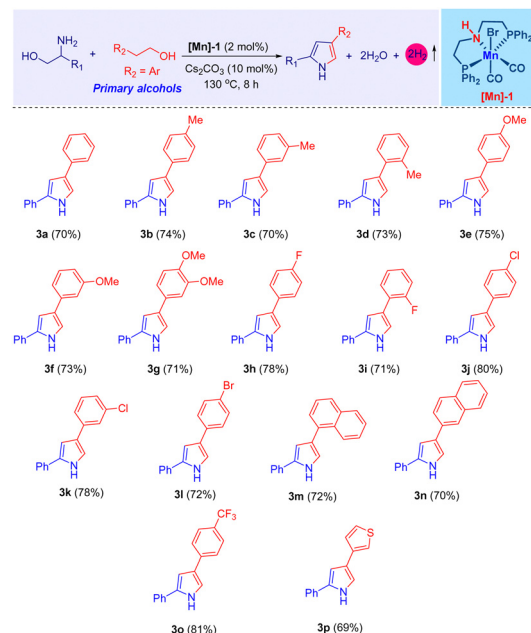 NH₂
HO
R₁
+
R₂
OH
R₂ = Ar
Primary alcohols
[Mn]-1 (2 mol%)
Cs₂CO₃ (10 mol%)
130 °C, 8 h
R₂
R₁
N
H
+ 2H₂O + 2H₂
Br
H
N
PPh₂
Mn
P
Ph₂
CO
CO
[Mn]-1
Ph
N
H
3a (70%)
Me
Ph
N
H
3b (74%)
Me
Ph
N
H
3c (70%)
Me
Ph
N
H
3d (73%)
OMe
Ph
N
H
3e (75%)
OMe
Ph
N
H
3f (73%)
OMe
OMe
Ph
N
H
3g (71%)
F
Ph
N
H
3h (78%)
F
Ph
N
H
3i (71%)
Cl
Ph
N
H
3j (80%)
Cl
Ph
N
H
3k (78%)
Br
Ph
N
H
3l (72%)
Ph
N
H
3m (72%)
Ph
N
H
3n (70%)
CF₃
Ph
N
H
3o (81%)
S
Ph
N
H
3p (69%)